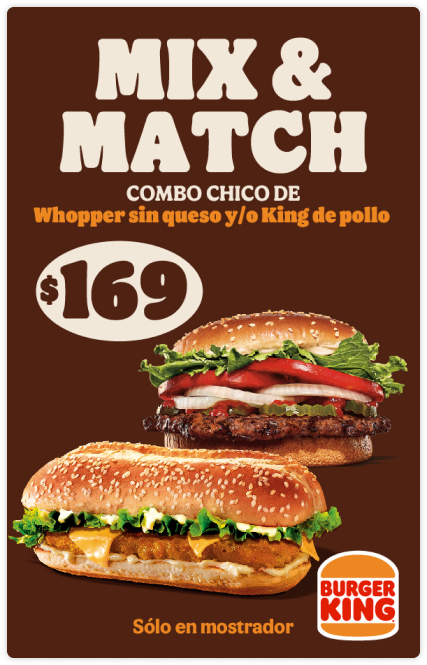 MIX &
MATCH
COMBO CHICO DE
Whopper sin queso y/o King de pollo
$169
BURGER
KING
Sólo en mostrador